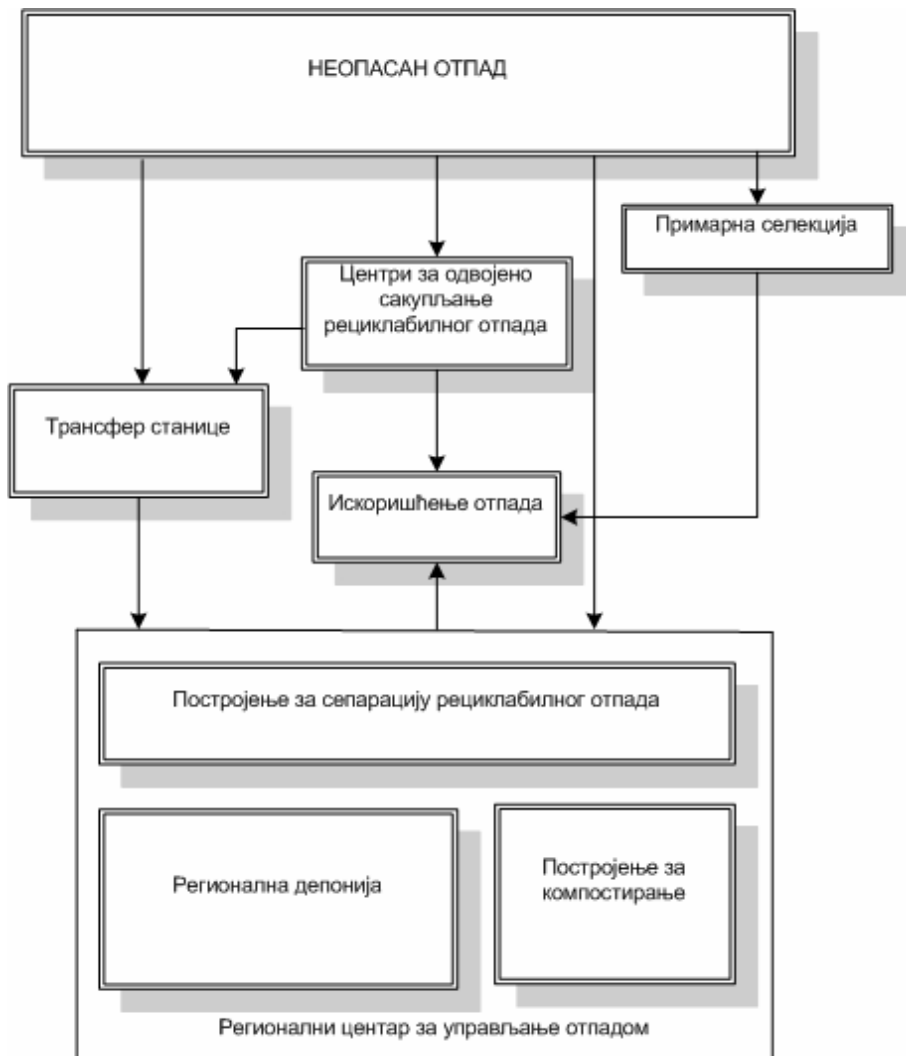 НЕОПАСАН ОТПАД
Примарна селекција
Центри за одвојено
сакупљање
рециклабилног отпада
Трансфер станице
Искоришћење отпада
Постројење за сепарацију рециклабилног отпада
Регионална депонија
Постројење за
компостирање
Регионални центар за управљање отпадом